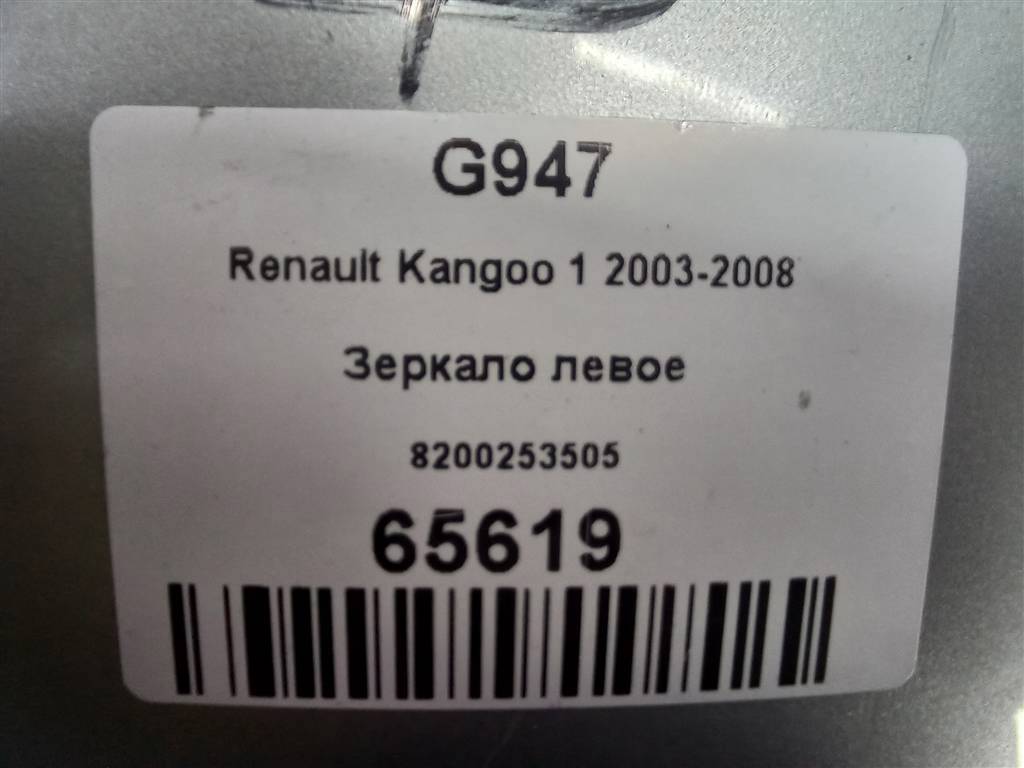 G947
Renault Kangoo 1 2003-2008
Зеркало левое
8200253505
65619